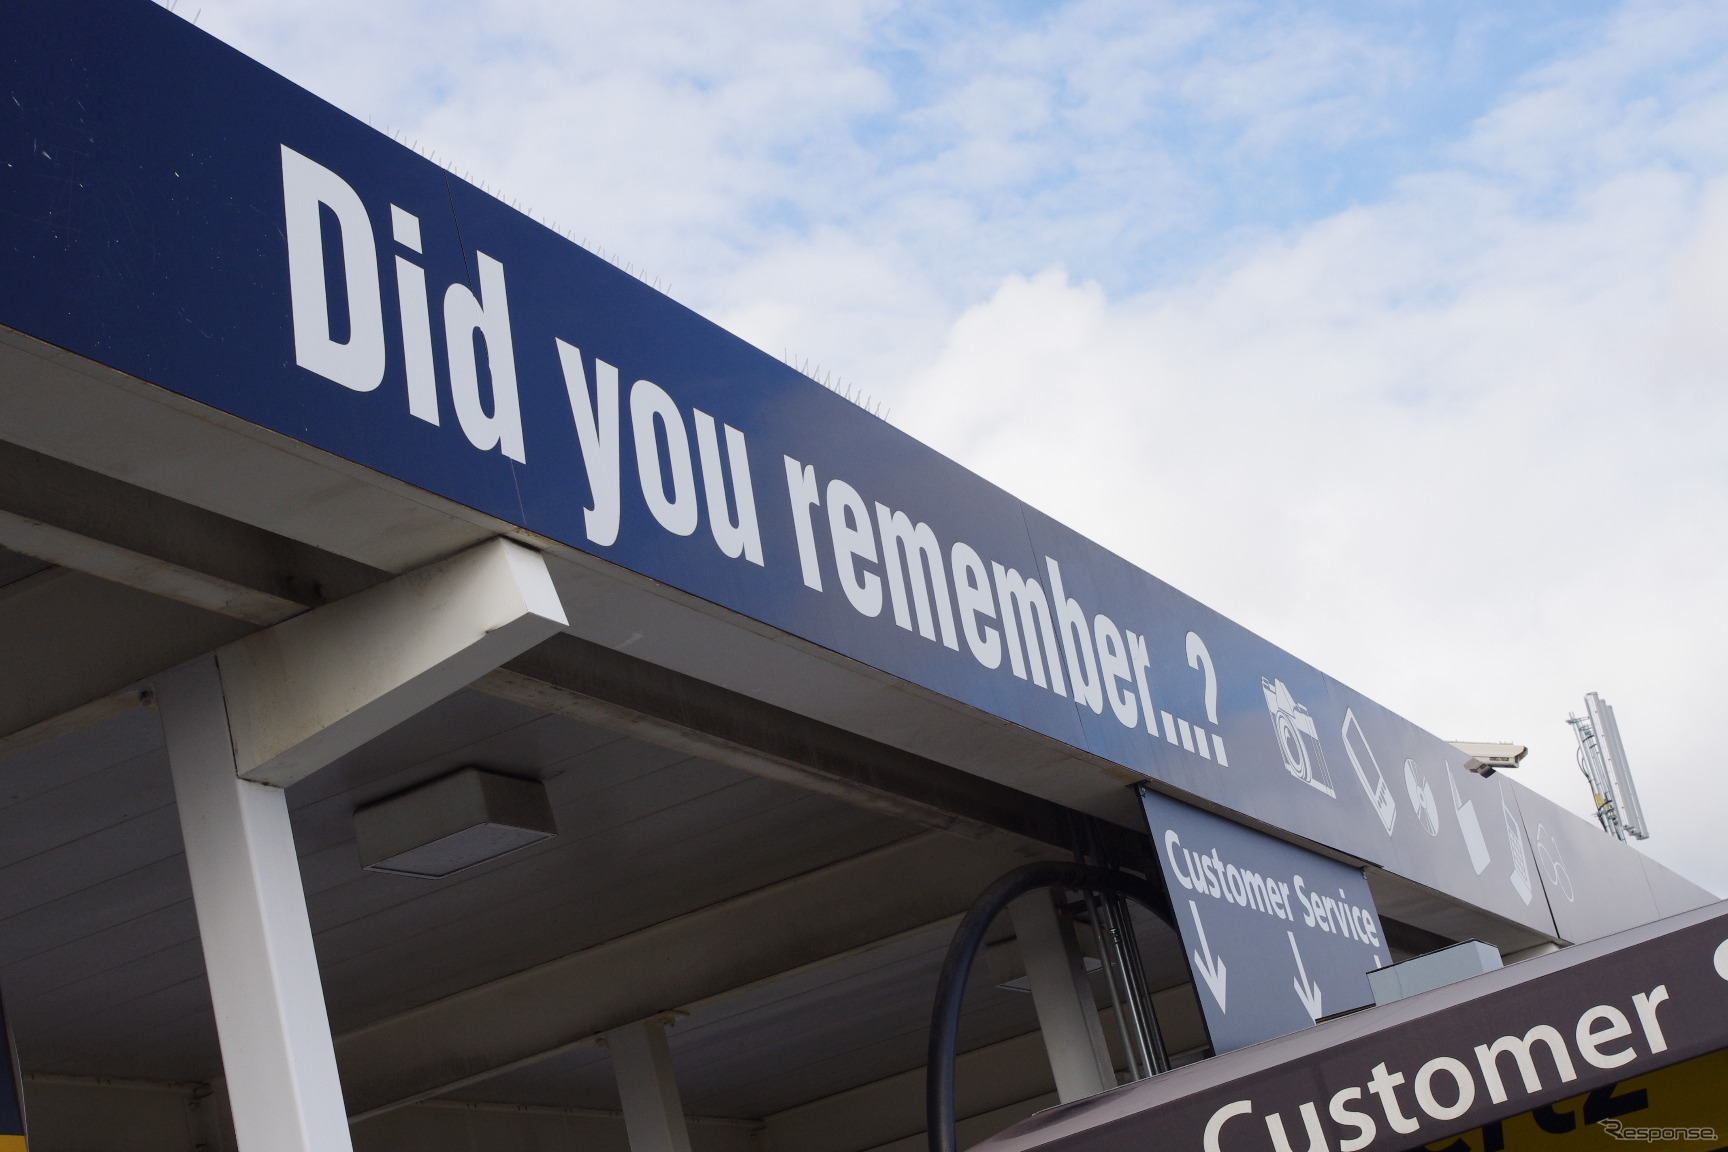 Did you remember...?
Customer Service
Customer
Response.